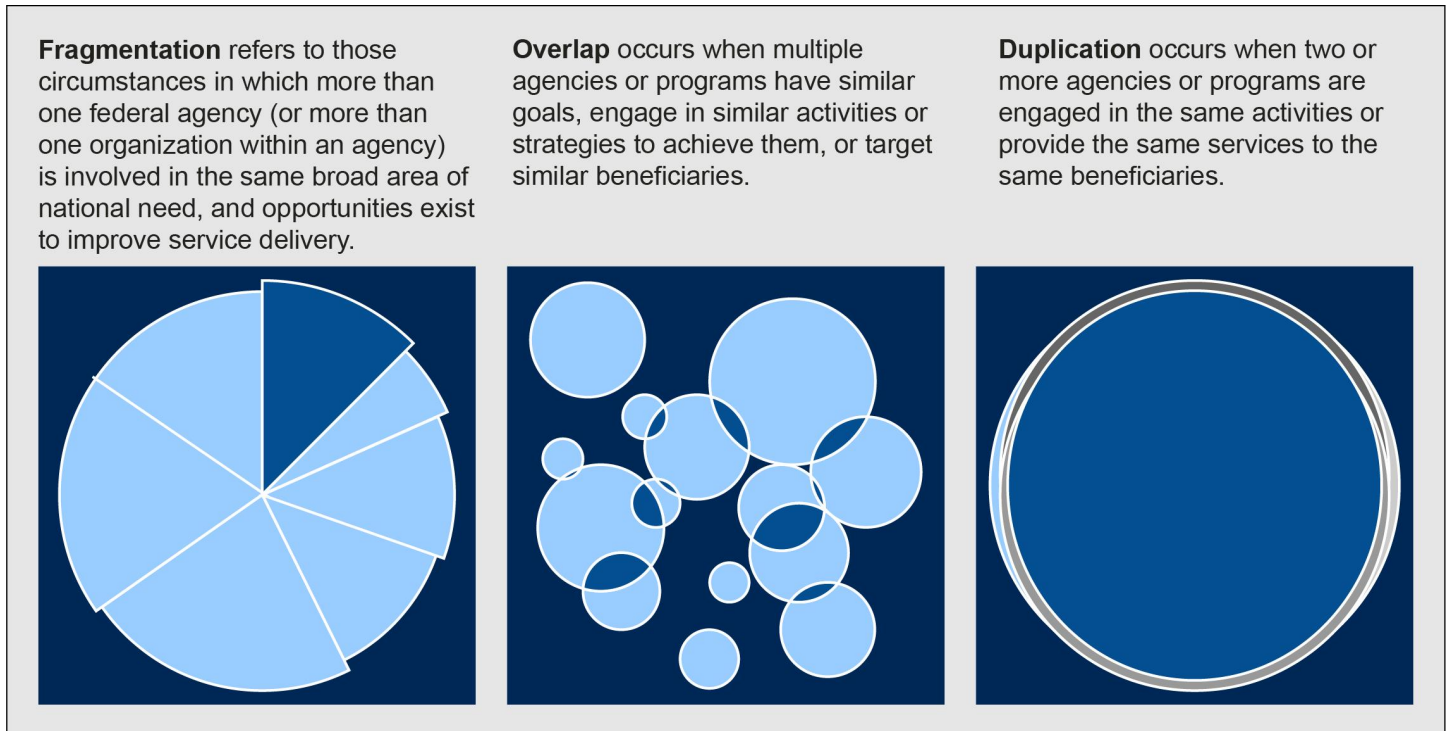 Fragmentation refers to those
circumstances in which more than
one federal agency (or more than
one organization within an agency)
is involved in the same broad area of
national need, and opportunities exist
to improve service delivery.
Overlap occurs when multiple
agencies or programs have similar
goals, engage in similar activities or
strategies to achieve them, or target
similar beneficiaries.
Duplication occurs when two or
more agencies or programs are
engaged in the same activities or
provide the same services to the
same beneficiaries.